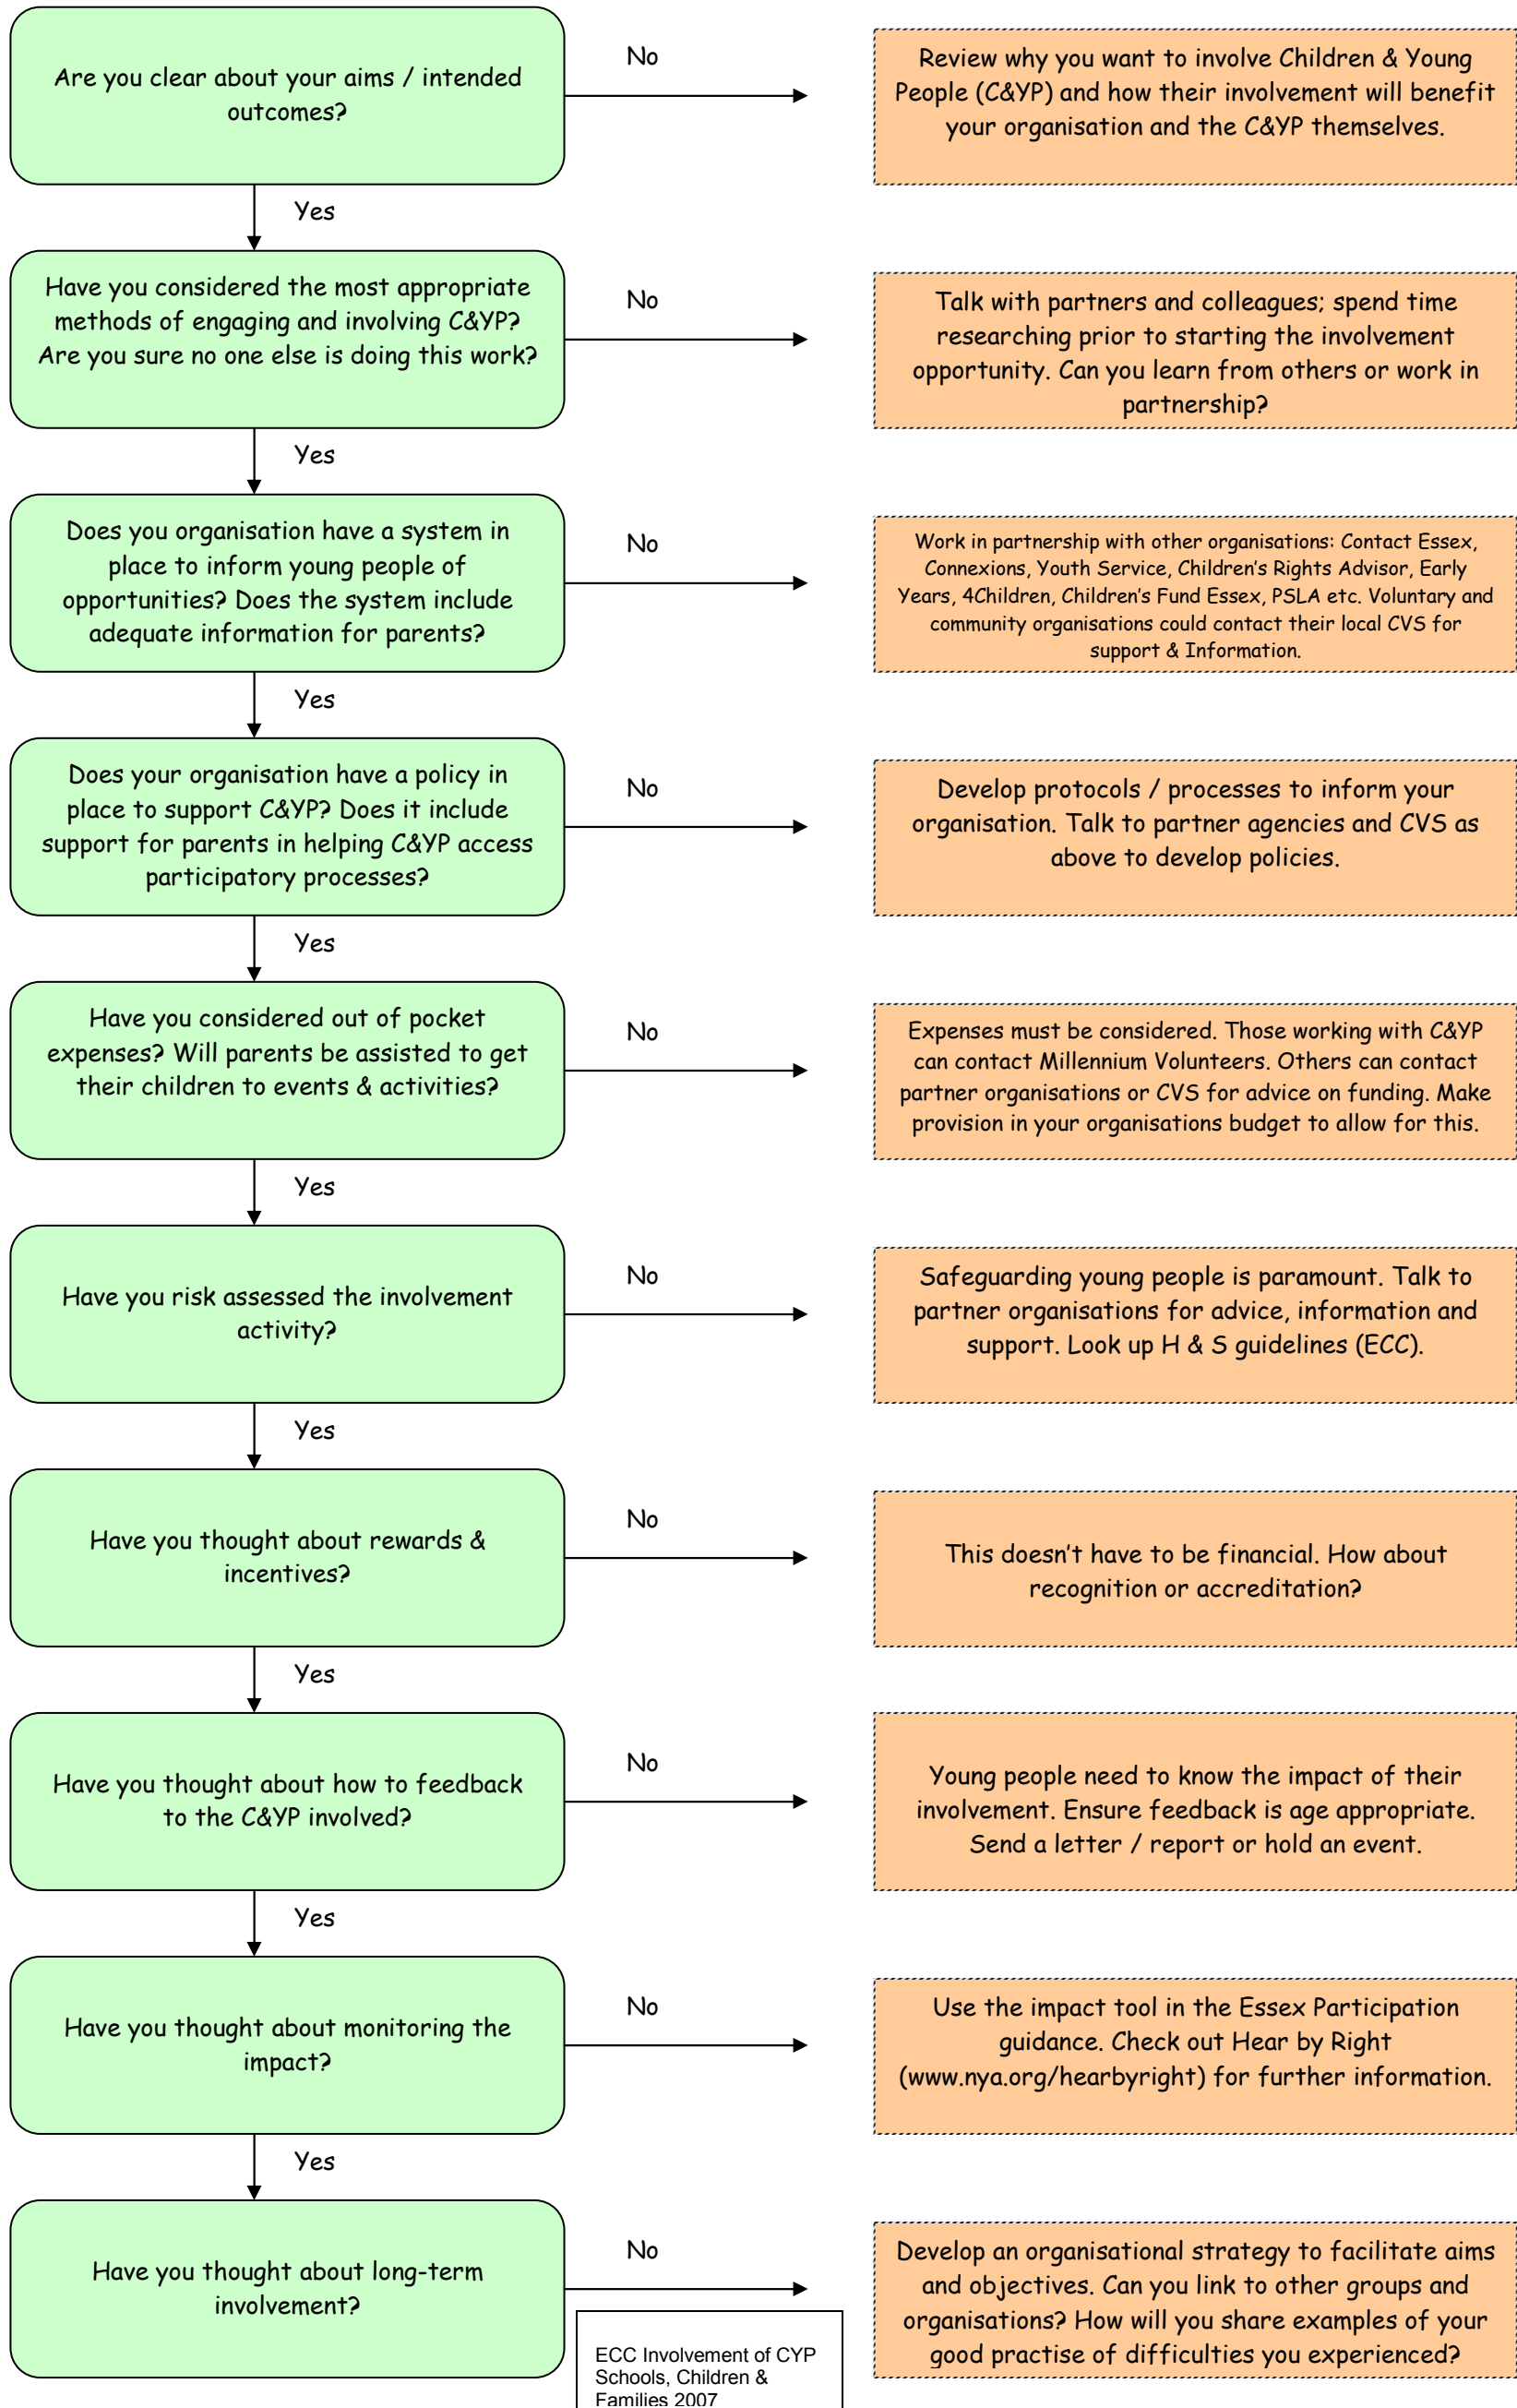 Are you clear about your aims / intended
outcomes?
No
Review why you want to involve Children & Young
People (C&YP) and how their involvement will benefit
your organisation and the C&YP themselves.
Yes
Have you considered the most appropriate
methods of engaging and involving C&YP?
Are you sure no one else is doing this work?
No
Talk with partners and colleagues; spend time
researching prior to starting the involvement
opportunity. Can you learn from others or work in
partnership?
Yes
Does you organisation have a system in
place to inform young people of
opportunities? Does the system include
adequate information for parents?
No
Work in partnership with other organisations: Contact Essex,
Connexions, Youth Service, Children's Rights Advisor, Early
Years, 4Children, Children's Fund Essex, PSLA etc. Voluntary and
community organisations could contact their local CVS for
support & Information.
Yes
Does your organisation have a policy in
place to support C&YP? Does it include
support for parents in helping C&YP access
participatory processes?
No
Develop protocols / processes to inform your
organisation. Talk to partner agencies and CVS as
above to develop policies.
Yes
Have you considered out of pocket
expenses? Will parents be assisted to get
their children to events & activities?
No
Expenses must be considered. Those working with C&YP
can contact Millennium Volunteers. Others can contact
partner organisations or CVS for advice on funding. Make
provision in your organisations budget to allow for this.
Yes
Have you risk assessed the involvement
activity?
No
Safeguarding young people is paramount. Talk to
partner organisations for advice, information and
support. Look up H & S guidelines (ECC).
Yes
Have you thought about rewards &
incentives?
No
This doesn't have to be financial. How about
recognition or accreditation?
Yes
Have you thought about how to feedback
to the C&YP involved?
No
Young people need to know the impact of their
involvement. Ensure feedback is age appropriate.
Send a letter / report or hold an event.
Yes
Have you thought about monitoring the
impact?
No
Use the impact tool in the Essex Participation
guidance. Check out Hear by Right
(www.nya.org/hearbyright) for further information.
Yes
Have you thought about long-term
involvement?
No
Develop an organisational strategy to facilitate aims
and objectives. Can you link to other groups and
organisations? How will you share examples of your
good practise of difficulties you experienced?
ECC Involvement of CYP
Schools, Children &
Families 2007